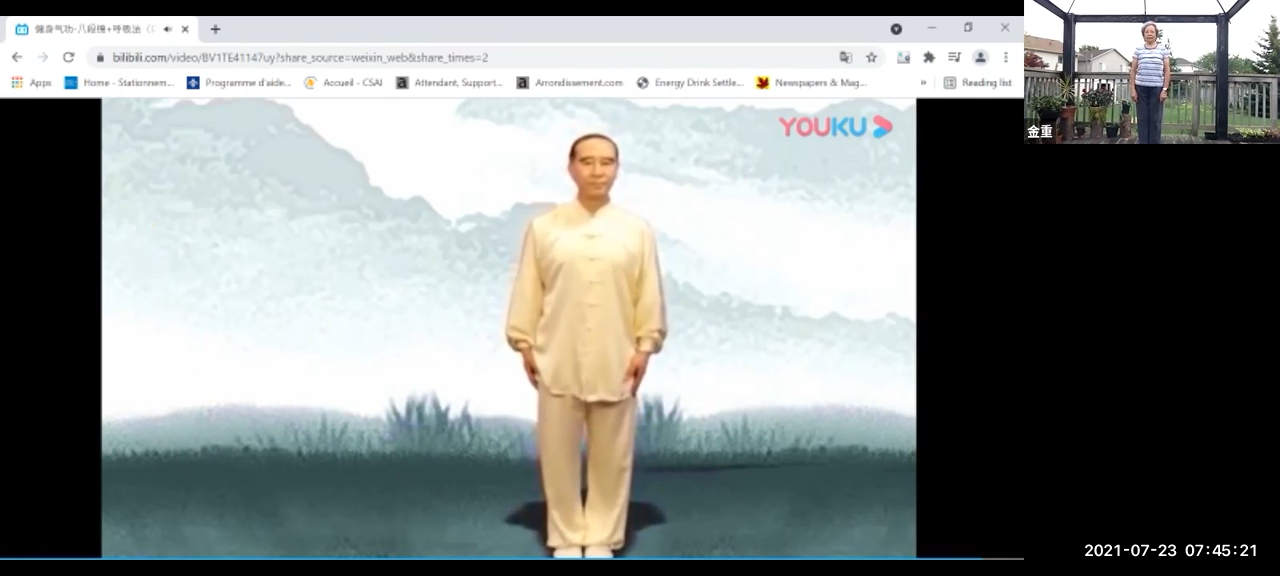 健身气功-八段锦+呼吸法
bilibili.com/video/BV1TE41147uy?share_source=weixin_web&share_times=2
Apps
Home - Stationnem...
Programme d'aide...
Accueil - CSAI
Attendant, Support...
Arrondissement.com
Energy Drink Settle...
Newspapers & Mag...
»
Reading list
YOUKU
金重
2021-07-23 07:45:21